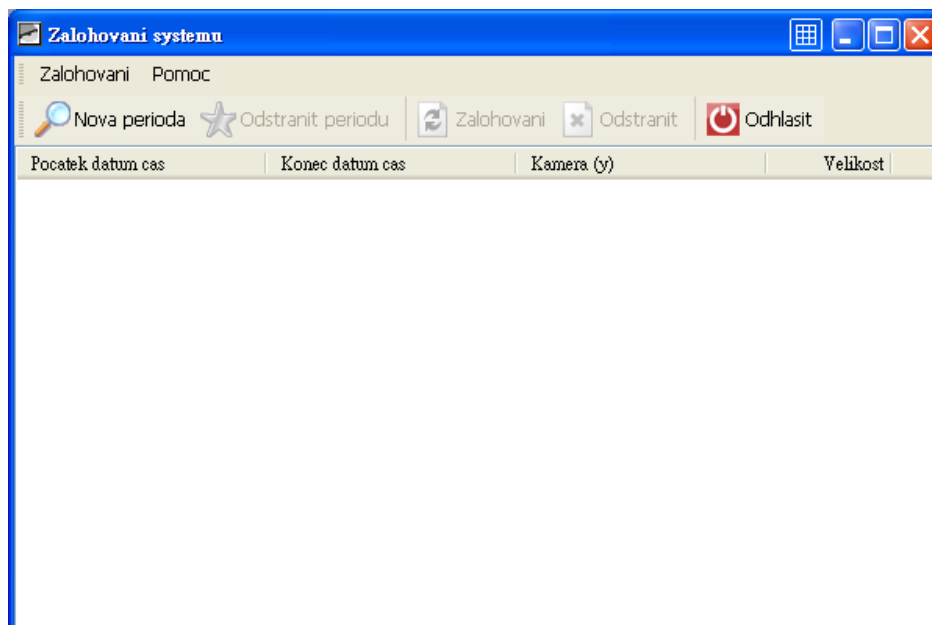 Zalohovani systemu
Zalohovani Pomoc
Nova perioda Odstranit periodu Zalohovani Odstranit Odhlasit
Pocatek datum cas Konec datum cas Kamera (y) Velikost